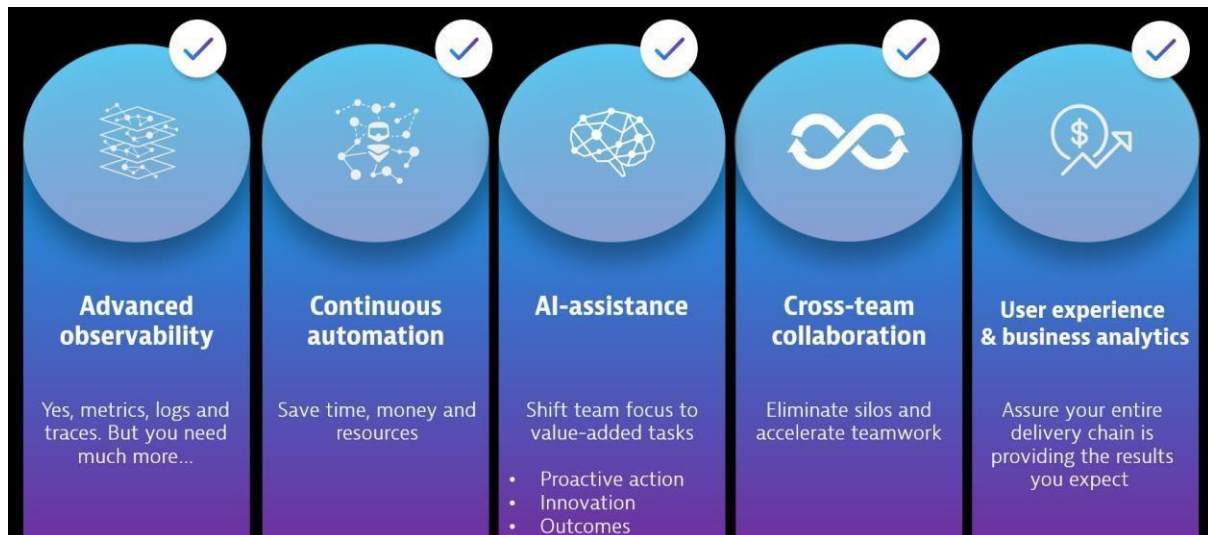 Advanced
observability
Yes, metrics, logs and
traces. But you need
much more...
Continuous
automation
Save time, money and
resources
AI-assistance
Shift team focus to
value-added tasks
• Proactive action
• Innovation
• Outcomes
Cross-team
collaboration
Eliminate silos and
accelerate teamwork
$
User experience
& business analytics
Assure your entire
delivery chain is
providing the results
you expect